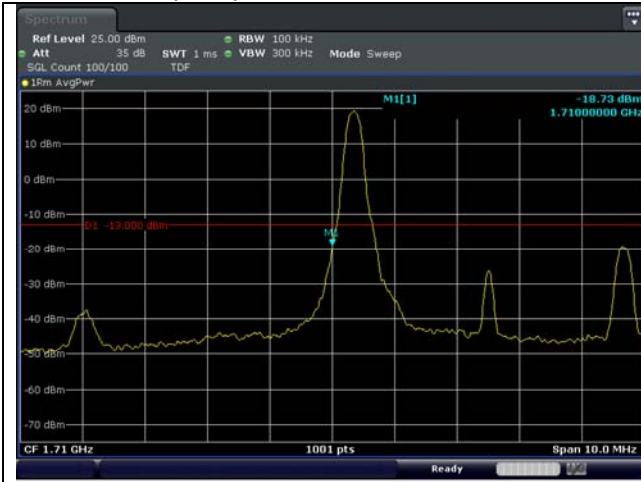 Spectrum
Ref Level 25.00 dBm RBW 100 kHz
Att 35 dB SWT 1 ms VBW 300 kHz Mode Sweep
SGL Count 100/100 TDF
1Rm AvgPwr
M1[1] -18.73 dBm
1.71000000 GHz
20 dBm
10 dBm
0 dBm
-10 dBm
D1 -13.000 dBm
M1
-20 dBm
-30 dBm
-40 dBm
-50 dBm
-60 dBm
-70 dBm
CF 1.71 GHz 1001 pts Span 10.0 MHz
Ready